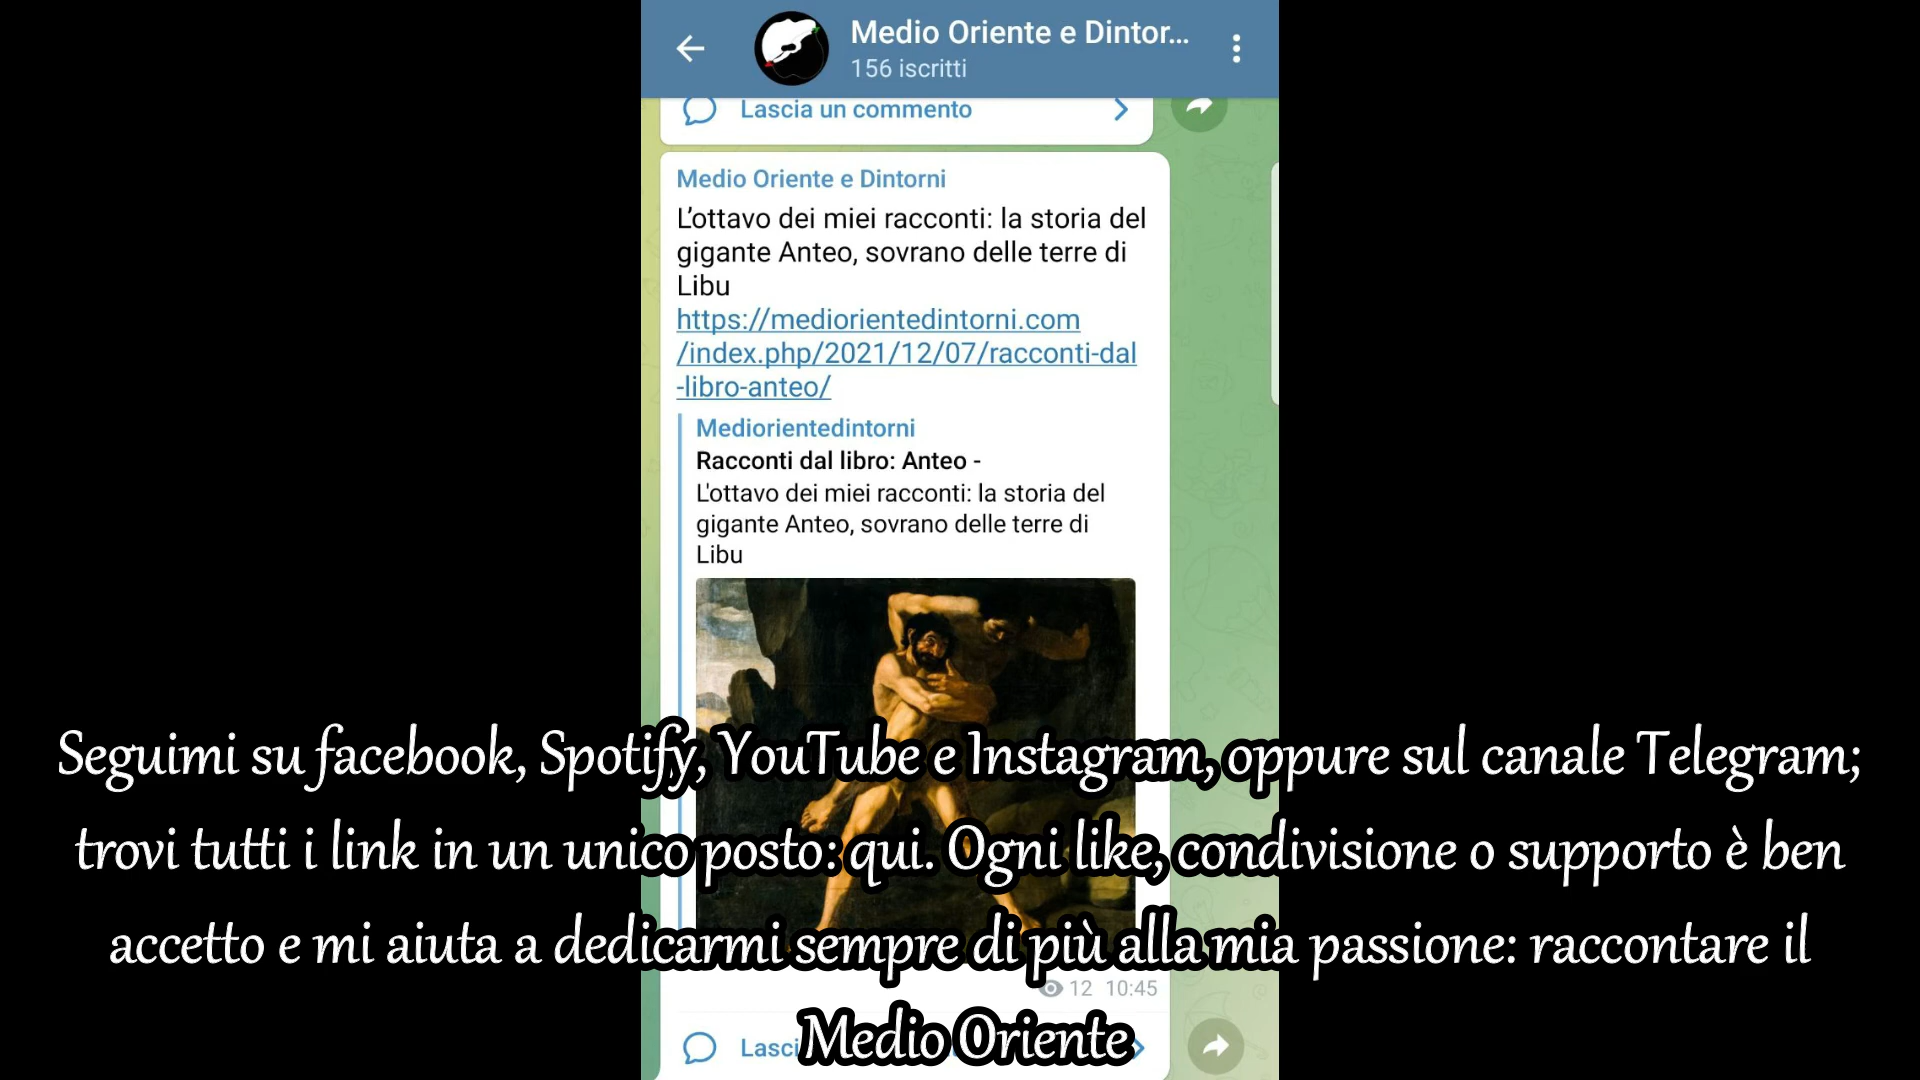 Medio Oriente e Dintor...
156 iscritti
Lascia un commento
Medio Oriente e Dintorni
L'ottavo dei miei racconti: la storia del
gigante Anteo, sovrano delle terre di
Libu
https://mediorientedintorni.com
/index.php/2021/12/07/racconti-dal
-libro-anteo/
Mediorientedintorni
Racconti dal libro: Anteo -
L'ottavo dei miei racconti: la storia del
gigante Anteo, sovrano delle terre di
Libu
Seguimi su facebook, Spotify, YouTube e Instagram, oppure sul canale Telegram;
trovi tutti i link in un unico posto: qui. Ogni like, condivisione o supporto è ben
accetto e mi aiuta a dedicarmi sempre di più alla mia passione: raccontare il
12 10:45
Medio Oriente